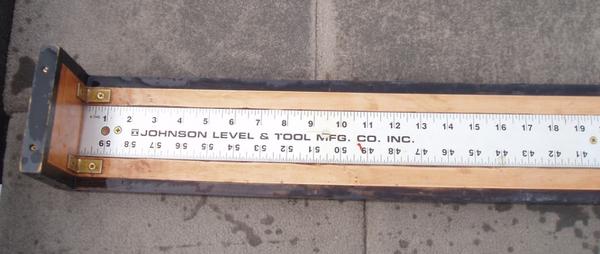 1 2 3 4 5 6 7 8 9 10 11 12 13 14 15 16 17 18 19
JOHNSON LEVEL & TOOL MFG. CO. INC.
59 58 57 56 55 54 53 52 51 50 49 48 47 46 45 44 43 42 41